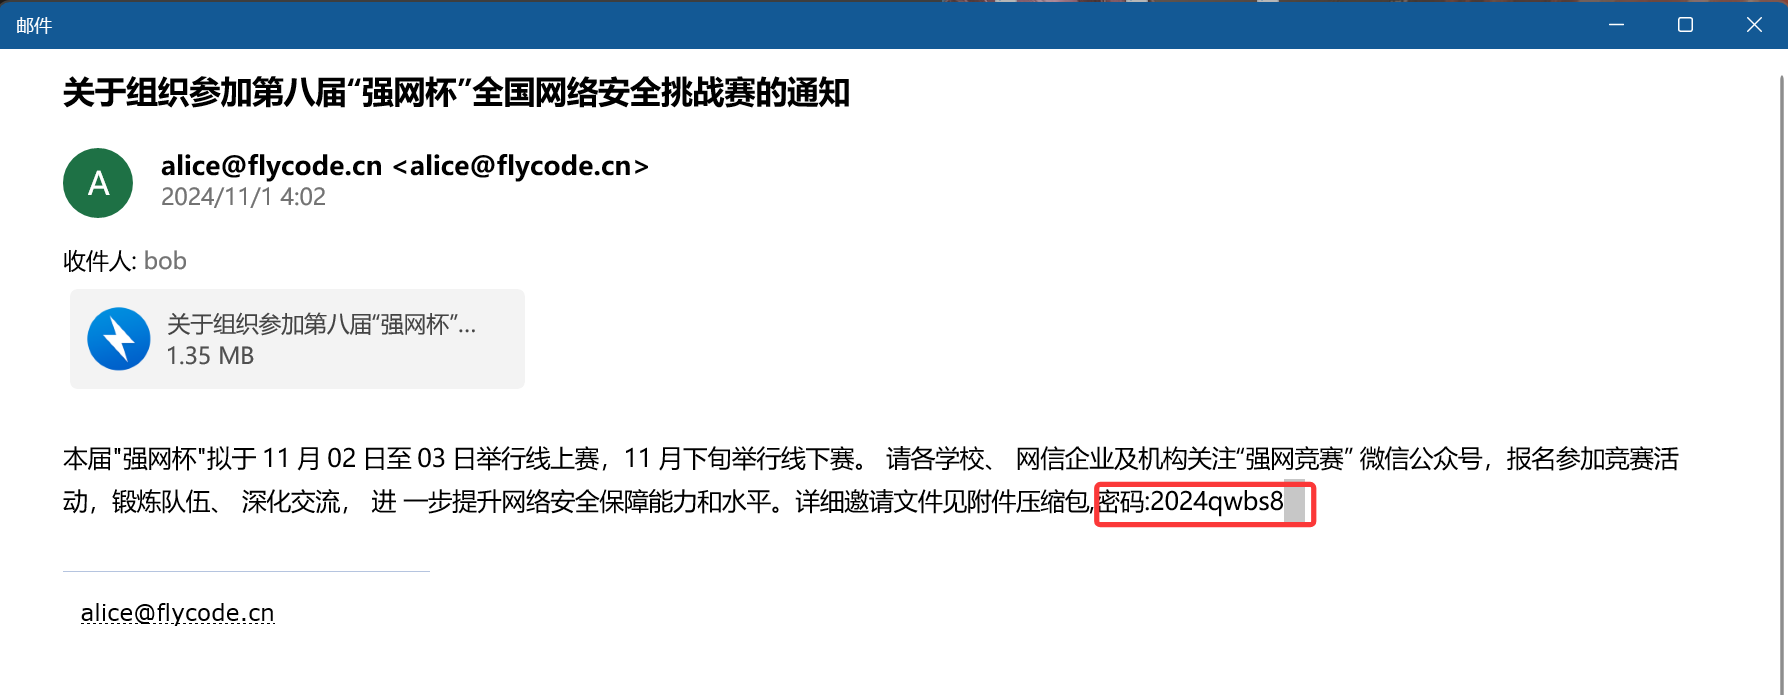 邮件
关于组织参加第八届“强网杯”全国网络安全挑战赛的通知
A
alice@flycode.cn <alice@flycode.cn>
2024/11/1 4:02
收件人: bob
关于组织参加第八届“强网杯”...
1.35 MB
本届"强网杯"拟于 11 月 02 日至 03 日举行线上赛，11 月下旬举行线下赛。 请各学校、 网信企业及机构关注“强网竞赛” 微信公众号，报名参加竞赛活
动，锻炼队伍、 深化交流， 进 一步提升网络安全保障能力和水平。详细邀请文件见附件压缩包,密码:2024qwbs8
alice@flycode.cn